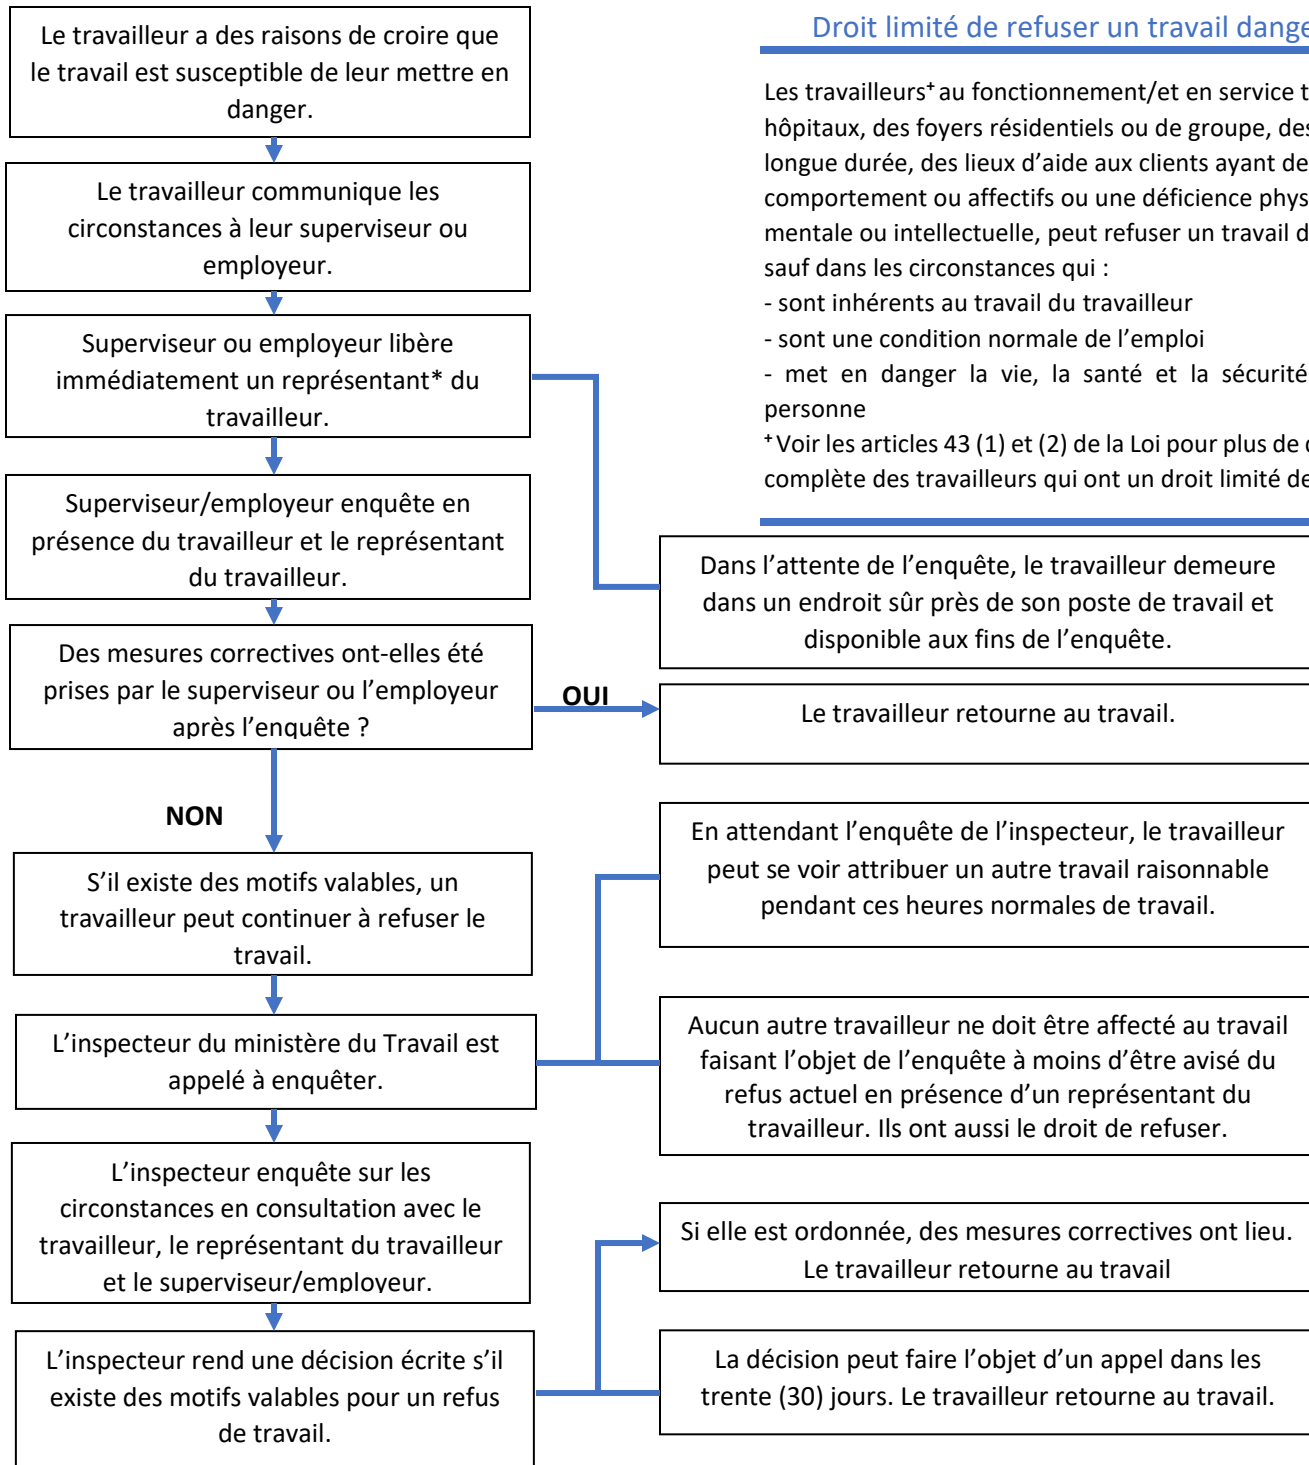 Le travailleur a des raisons de croire que
le travail est susceptible de leur mettre en
danger.
Le travailleur communique les
circonstances à leur superviseur ou
employeur.
Superviseur ou employeur libère
immédiatement un représentant* du
travailleur.
Superviseur/employeur enquête en
présence du travailleur et le représentant
du travailleur.
Des mesures correctives ont-elles été
prises par le superviseur ou l’employeur
après l’enquête ?
OUI
NON
S’il existe des motifs valables, un
travailleur peut continuer à refuser le
travail.
L’inspecteur du ministère du Travail est
appelé à enquêter.
L’inspecteur enquête sur les
circonstances en consultation avec le
travailleur, le représentant du travailleur
et le superviseur/employeur.
L’inspecteur rend une décision écrite s’il
existe des motifs valables pour un refus
de travail.
Droit limité de refuser un travail dange
Les travailleurs⁺ au fonctionnement/et en service t
hôpitaux, des foyers résidentiels ou de groupe, des
longue durée, des lieux d’aide aux clients ayant de
comportement ou affectifs ou une déficience phys
mentale ou intellectuelle, peut refuser un travail d
sauf dans les circonstances qui :
- sont inhérents au travail du travailleur
- sont une condition normale de l’emploi
- met en danger la vie, la santé et la sécurité
personne
⁺Voir les articles 43 (1) et (2) de la Loi pour plus de
complète des travailleurs qui ont un droit limité de
Dans l’attente de l’enquête, le travailleur demeure
dans un endroit sûr près de son poste de travail et
disponible aux fins de l’enquête.
Le travailleur retourne au travail.
En attendant l’enquête de l’inspecteur, le travailleur
peut se voir attribuer un autre travail raisonnable
pendant ces heures normales de travail.
Aucun autre travailleur ne doit être affecté au travail
faisant l’objet de l’enquête à moins d’être avisé du
refus actuel en présence d’un représentant du
travailleur. Ils ont aussi le droit de refuser.
Si elle est ordonnée, des mesures correctives ont lieu.
Le travailleur retourne au travail
La décision peut faire l’objet d’un appel dans les
trente (30) jours. Le travailleur retourne au travail.